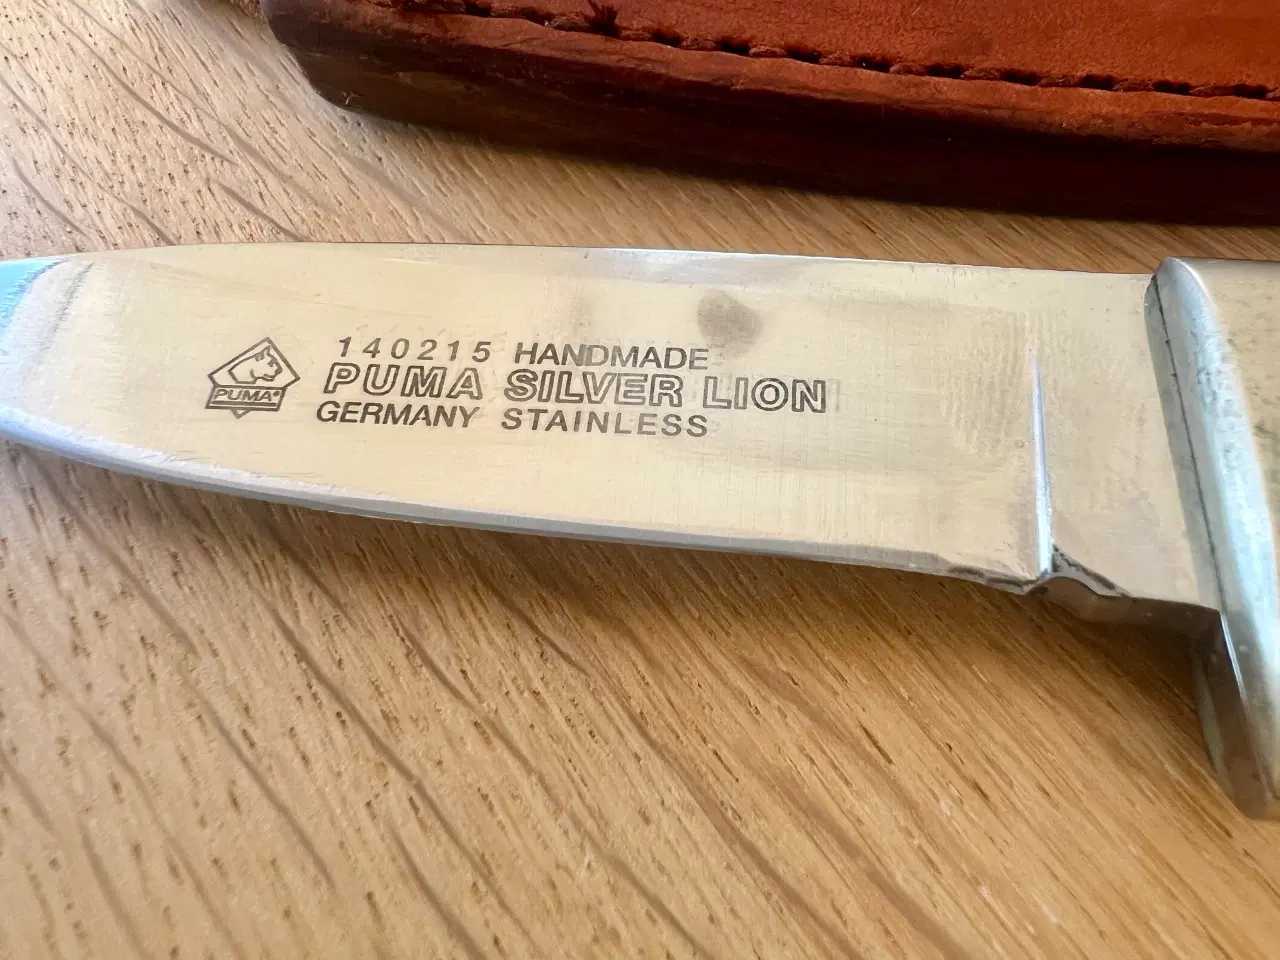 140215 HANDMADE
PUMA SILVER LION
GERMANY STAINLESS
PUMA®